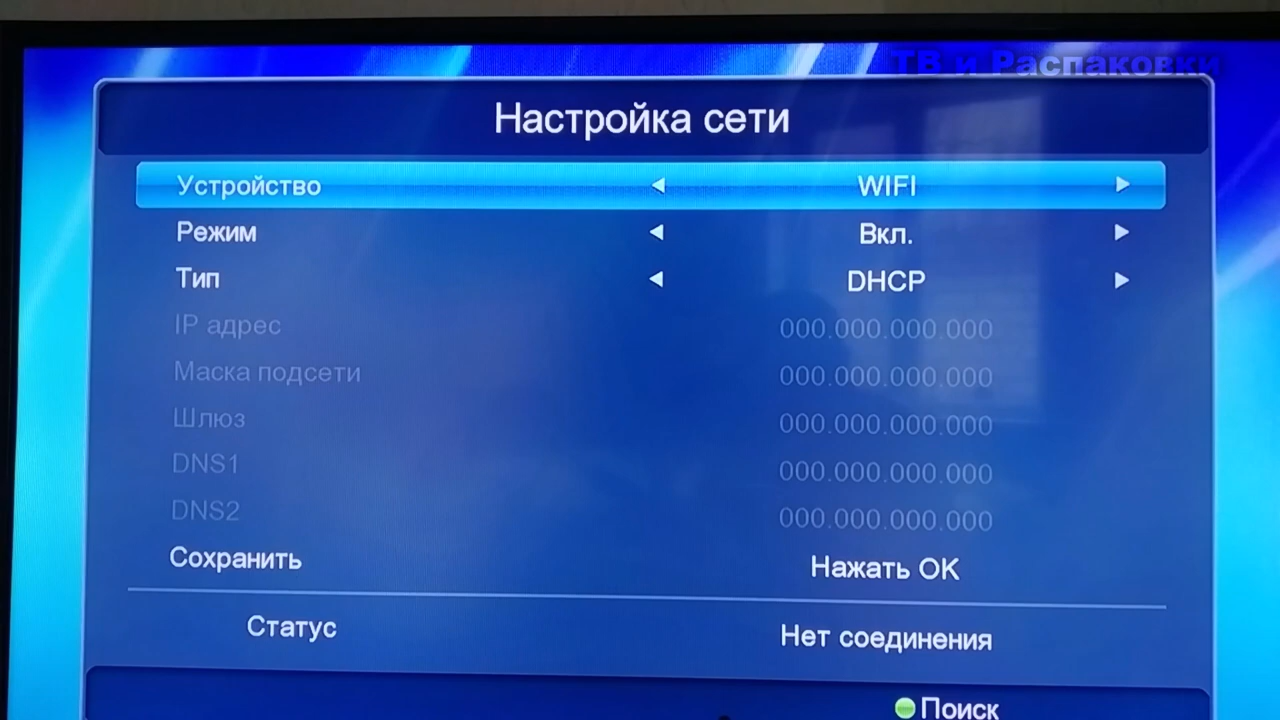 ТВ и Распаковки
Настройка сети
Устройство WIFI
Режим Вкл.
Тип DHCP
IP адрес 000.000.000.000
Маска подсети 000.000.000.000
Шлюз 000.000.000.000
DNS1 000.000.000.000
DNS2 000.000.000.000
Сохранить Нажать OK
Статус Нет соединения
Поиск